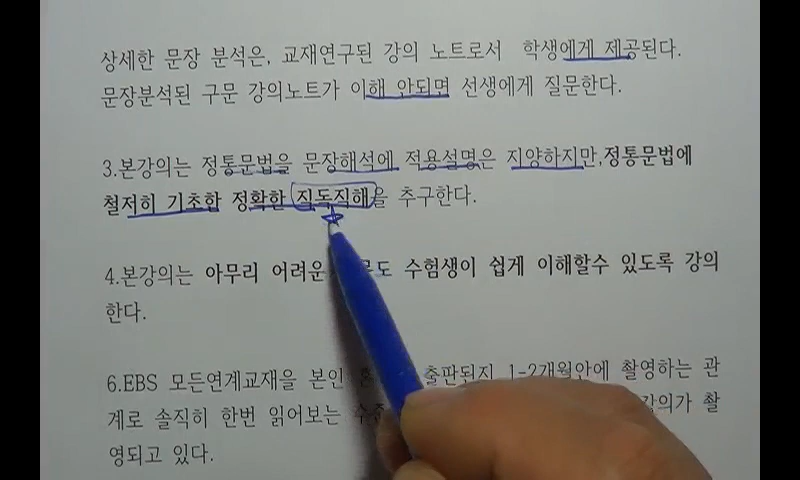 상세한 문장 분석은, 교재연구된 강의 노트로서 학생에게 제공된다.
문장분석된 구문 강의노트가 이해 안되면 선생에게 질문한다.
3.본강의는 정통문법을 문장해석에 적용설명은 지양하지만,정통문법에
철저히 기초한 정확한 직독직해을 추구한다.
4.본강의는 아무리 어려운 수험생이 쉽게 이해할수 있도록 강의
한다.
6.EBS 모든연계교재을 본인 출판된지 1-2개월안에 촬영하는 관
계로 솔직히 한번 읽어보는 강의가 촬
영되고 있다.